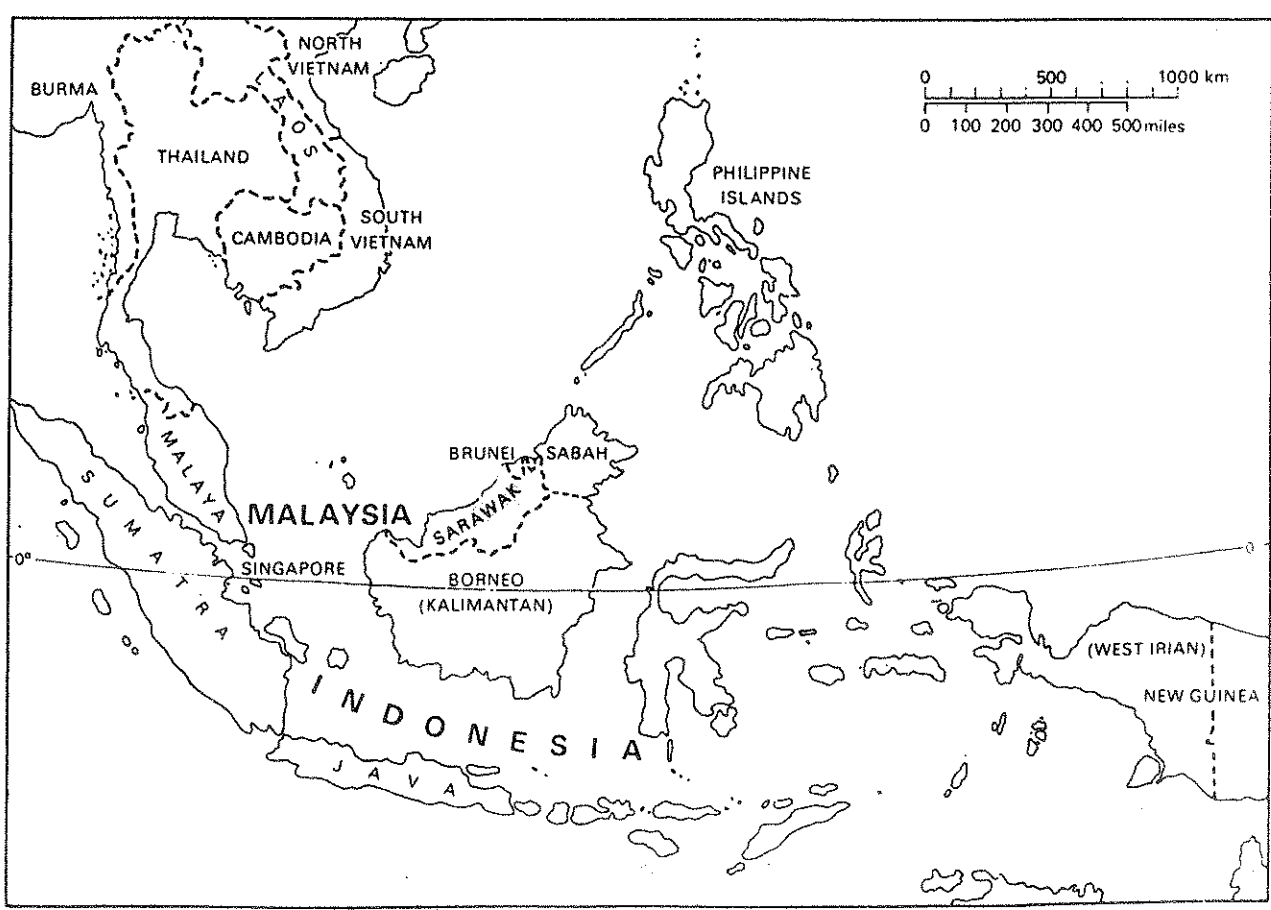 NORTH
VIETNAM
BURMA
LAOS
THAILAND
0 500 1000 km
0 100 200 300 400 500 miles
PHILIPPINE
ISLANDS
SOUTH
VIETNAM
CAMBODIA
MALAYA
BRUNEI
SABAH
SUMATRA
MALAYSIA
SARAWAK
0°
0
SINGAPORE
BORNEO
(KALIMANTAN)
(WEST IRIAN)
NEW GUINEA
INDONESIA
JAVA